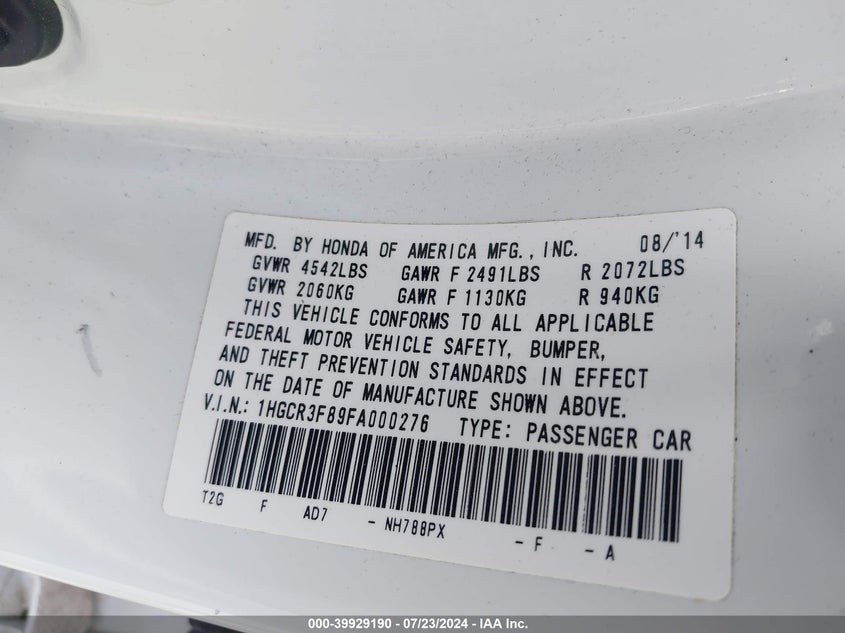 MFD. BY HONDA OF AMERICA MFG., INC. 08/'14
GVWR 4542LBS GAWR F 2491LBS R 2072LBS
GVWR 2060KG GAWR F 1130KG R 940KG
THIS VEHICLE CONFORMS TO ALL APPLICABLE
FEDERAL MOTOR VEHICLE SAFETY, BUMPER,
AND THEFT PREVENTION STANDARDS IN EFFECT
ON THE DATE OF MANUFACTURE SHOWN ABOVE.
V.I.N.: 1HGCR3F89FA000276 TYPE: PASSENGER CAR
T2G F AD7 - NH788PX - F - A
000-39929190 - 07/23/2024 - IAA Inc.